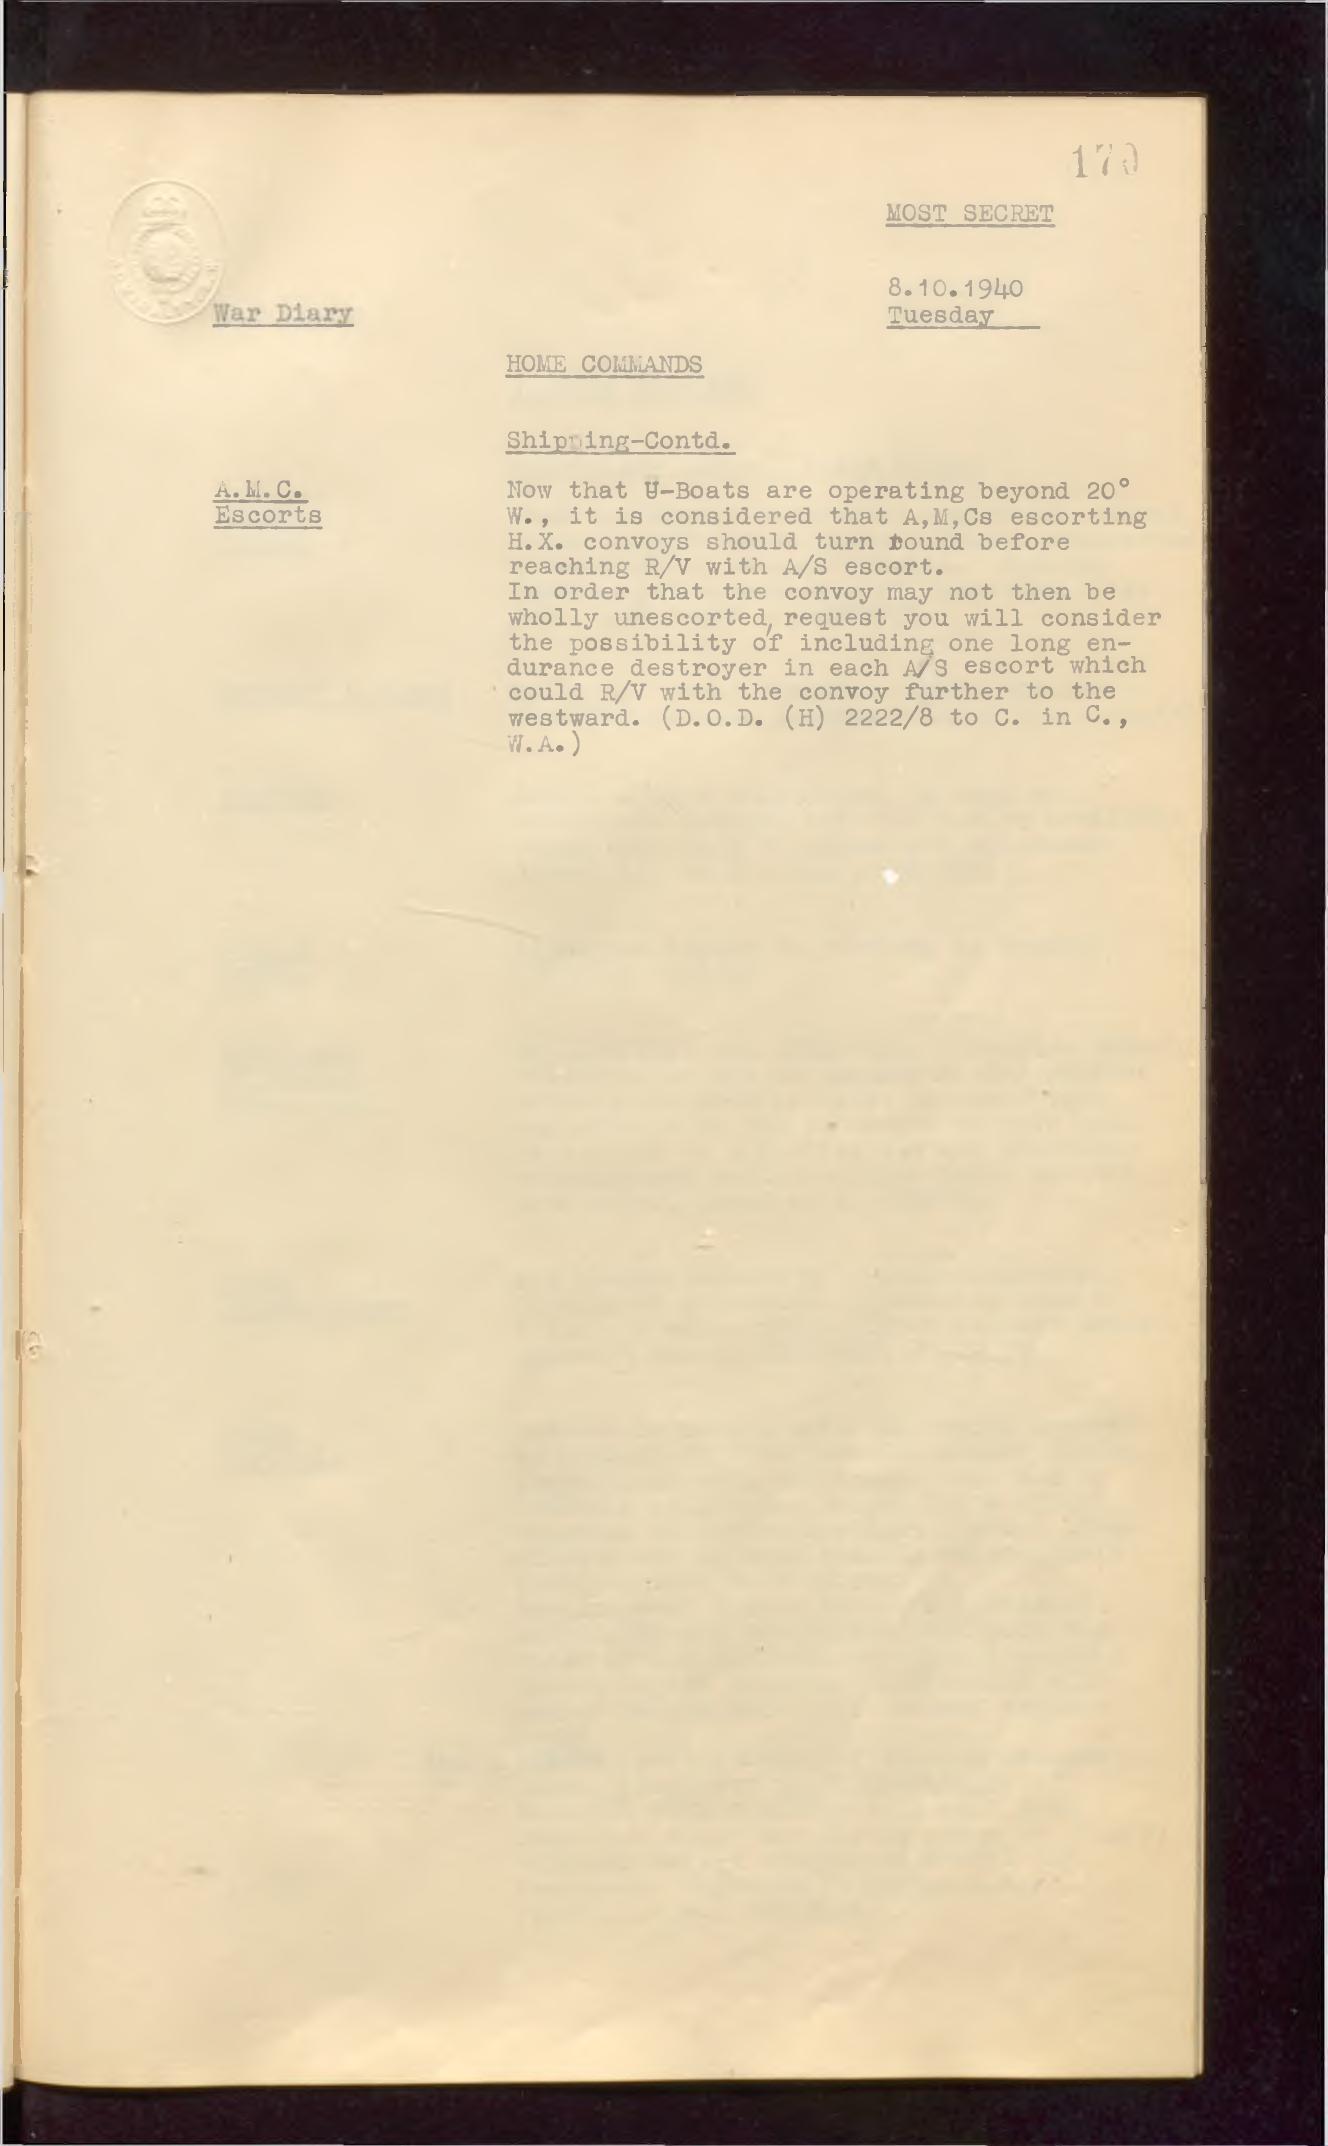 170
MOST SECRET
8.10.1940
War Diary
Tuesday
HOME COMMANDS
Shipping-Contd.
A.M.C.
Escorts
Now that U-Boats are operating beyond 20°
W., it is considered that A,M,Cs escorting
H.X. convoys should turn round before
reaching R/V with A/S escort.
In order that the convoy may not then be
wholly unescorted, request you will consider
the possibility of including one long en-
durance destroyer in each A/S escort which
could R/V with the convoy further to the
westward. (D.O.D. (H) 2222/8 to C. in C.,
W.A.)